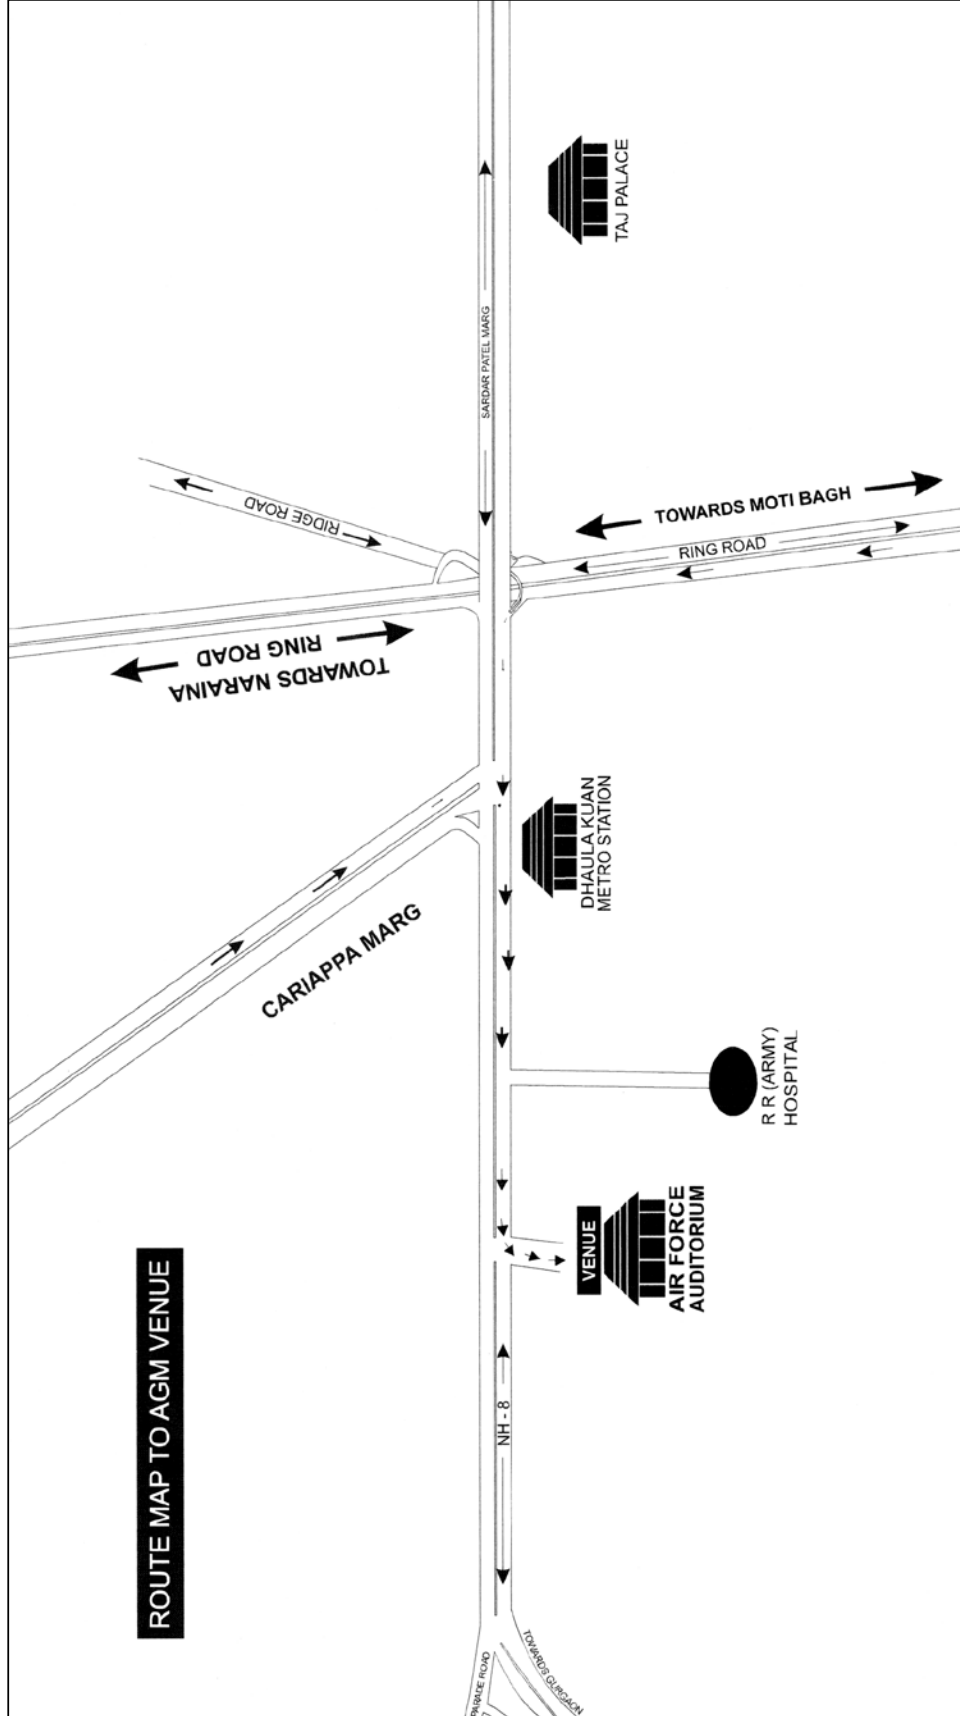 ROUTE MAP TO AGM VENUE
TAJ PALACE
SARDAR PATEL MARG
RIDGE ROAD
TOWARDS MOTI BAGH
RING ROAD
TOWARDS NARAINA
RING ROAD
DHAULA KUAN
METRO STATION
CARIAPPA MARG
R R (ARMY)
HOSPITAL
VENUE
AIR FORCE
AUDITORIUM
NH - 8
PARADE ROAD
TOWARDS GURGAON